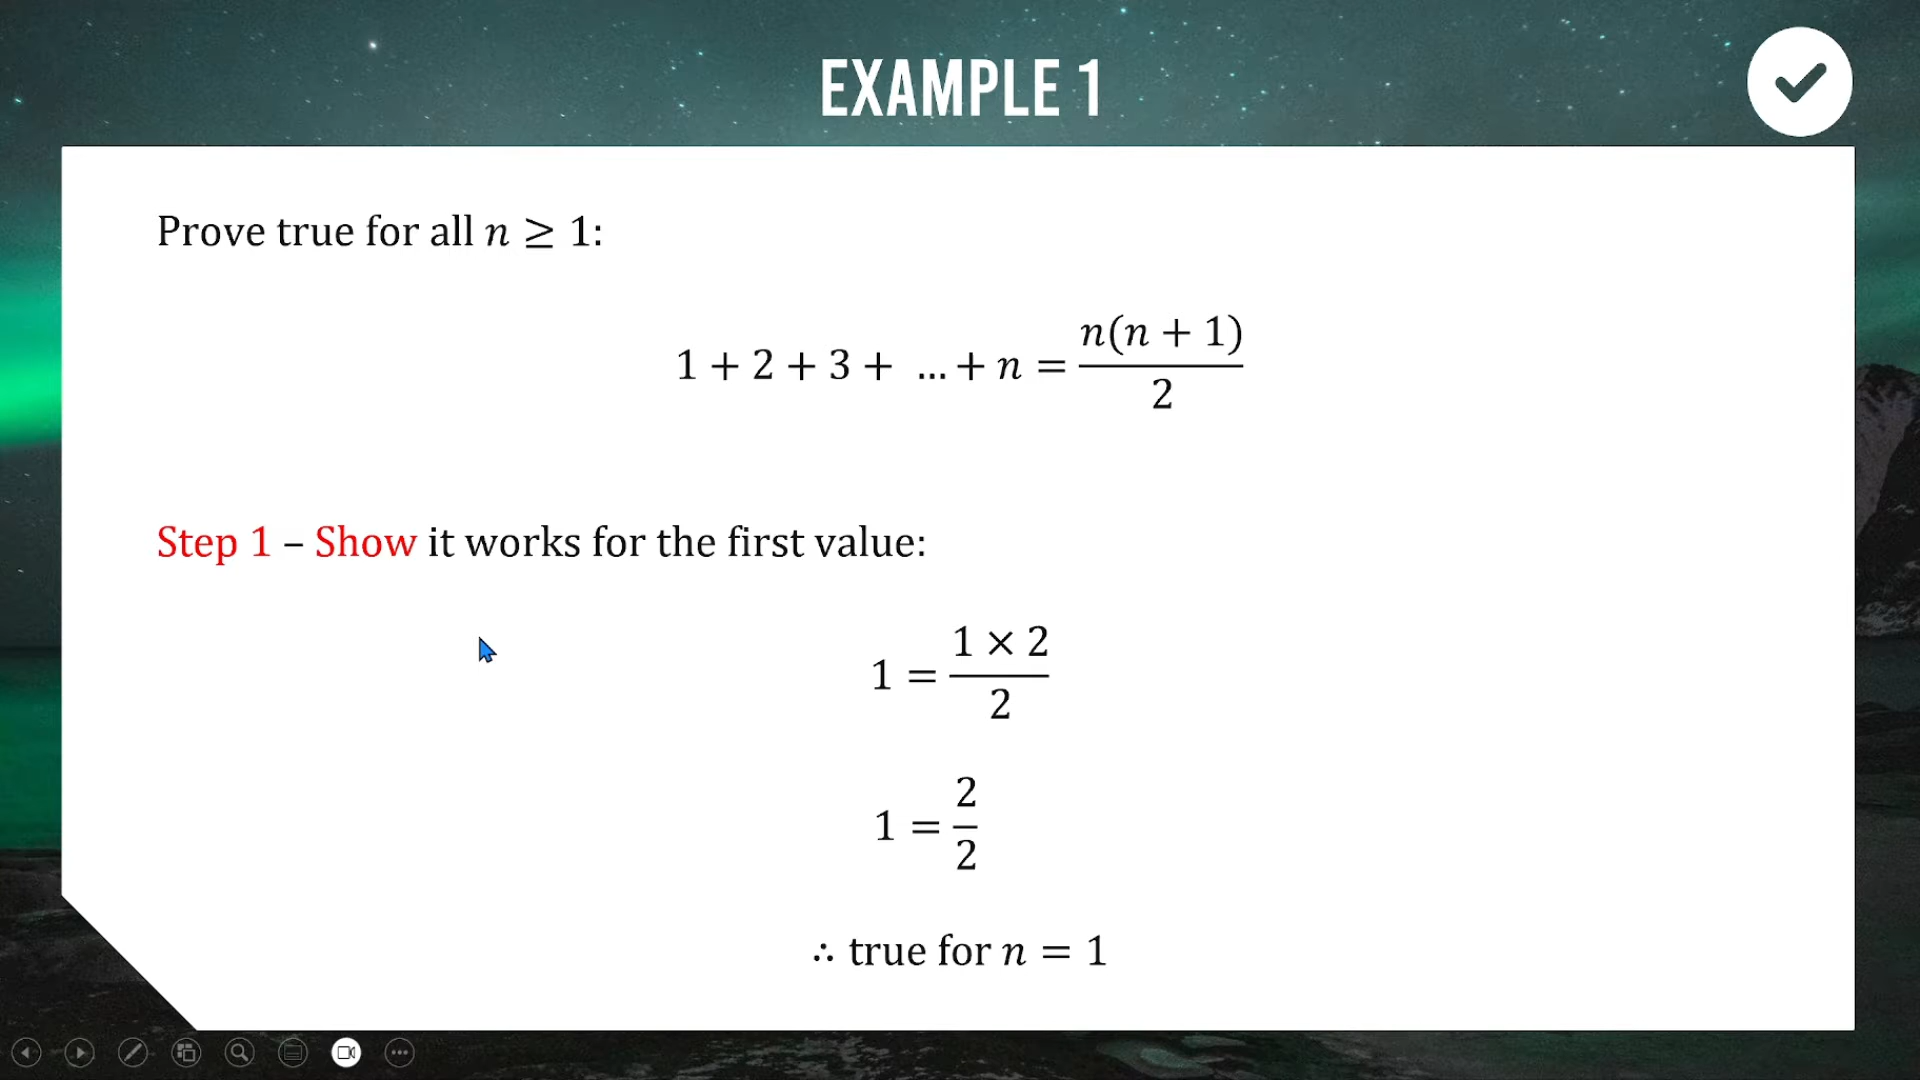 EXAMPLE 1
Prove true for all n ≥ 1:
1 + 2 + 3 + ... + n = n(n + 1)/2
Step 1 – Show it works for the first value:
1 = 1 × 2/2
1 = 2/2
∴ true for n = 1